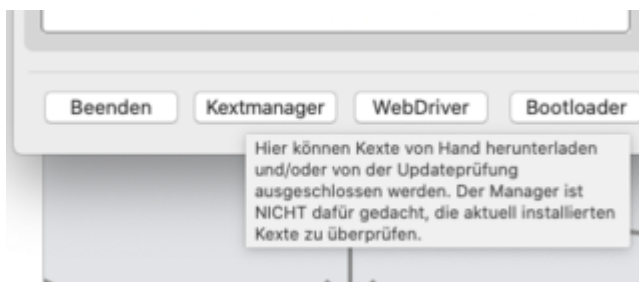 Beenden Kextmanager WebDriver Bootloader
Hier können Kexte von Hand herunterladen
und/oder von der Updateprüfung
ausgeschlossen werden. Der Manager ist
NICHT dafür gedacht, die aktuell installierten
Kexte zu überprüfen.